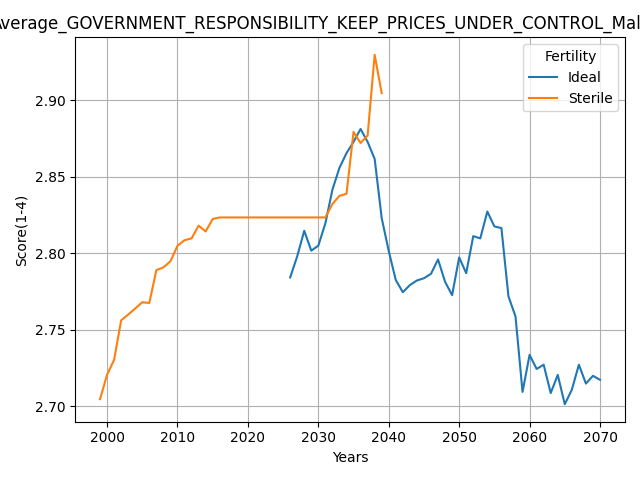 Average_GOVERNMENT_RESPONSIBILITY_KEEP_PRICES_UNDER_CONTROL_Mal
Fertility
Ideal
Sterile
2.90
2.85
2.80
2.75
2.70
Score(1-4)
2000 2010 2020 2030 2040 2050 2060 2070
Years